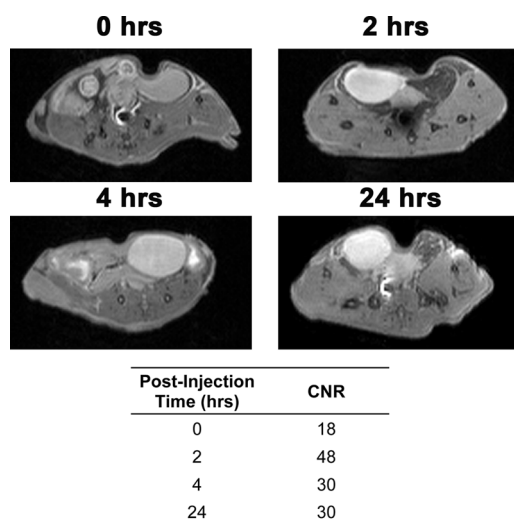 0 hrs
2 hrs
4 hrs
24 hrs
Post-Injection
Time (hrs)
CNR
0 18
2 48
4 30
24 30